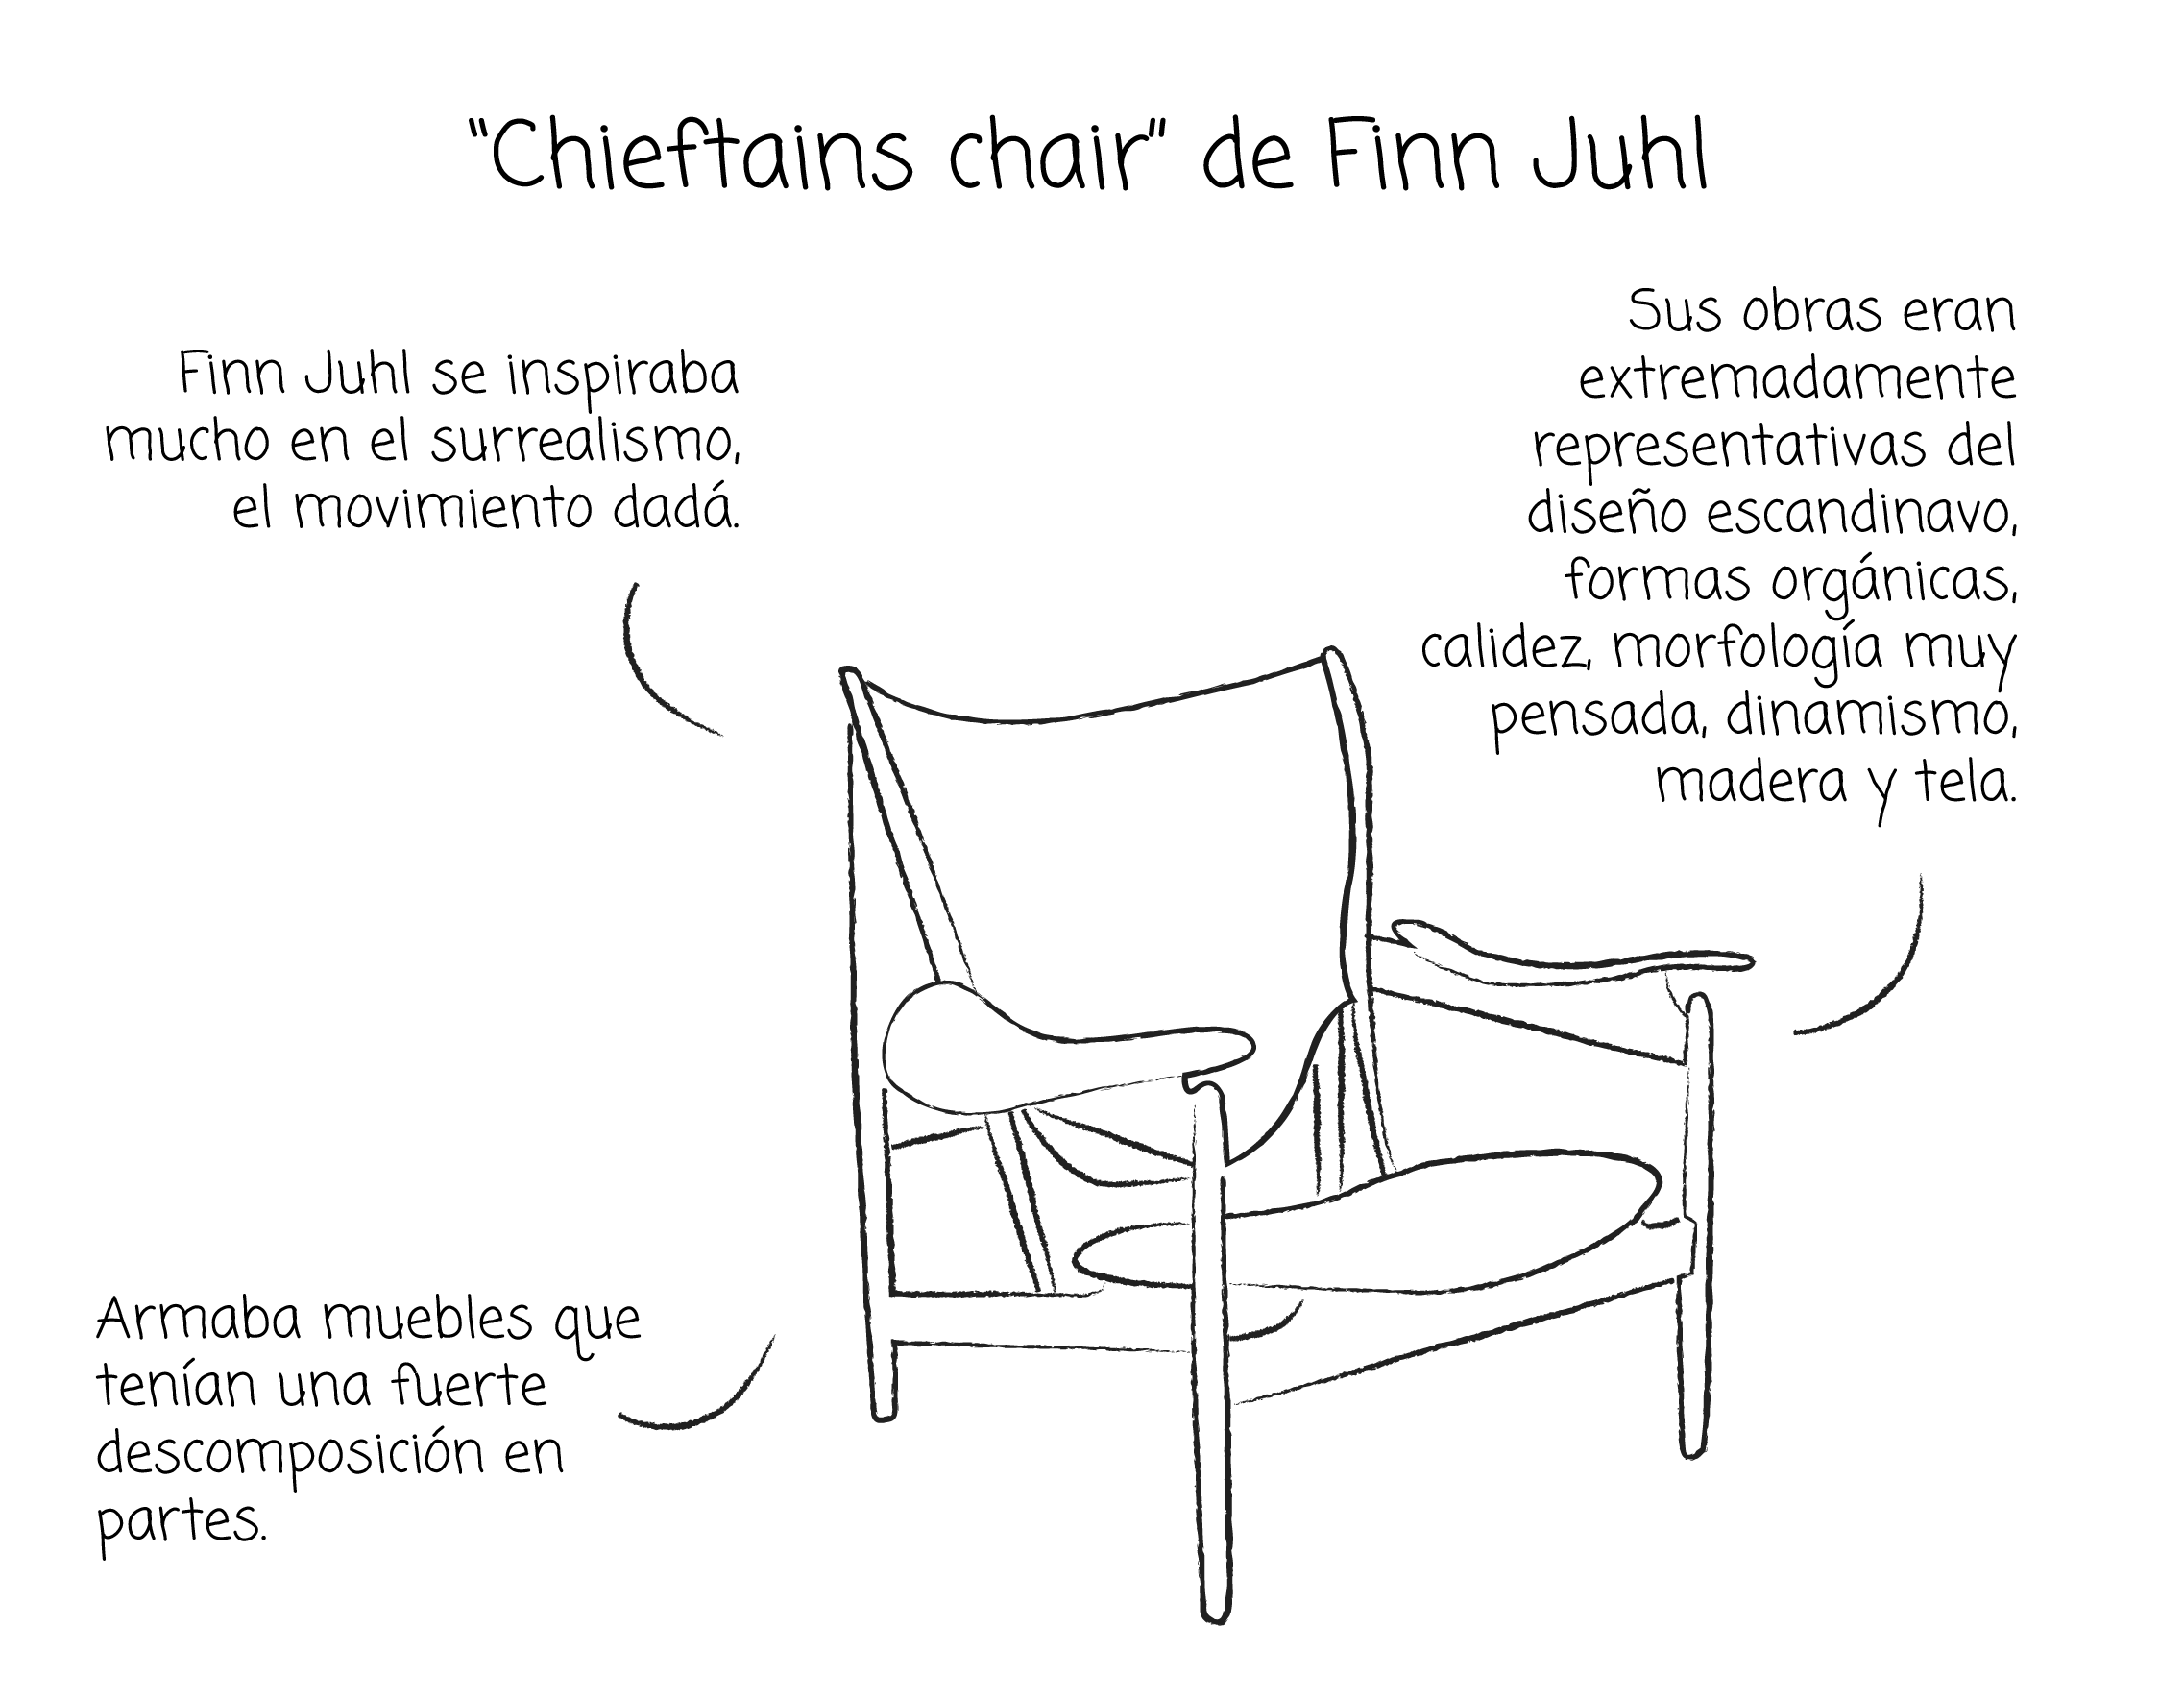 "Chieftains chair" de Finn Juhl
Finn Juhl se inspiraba
mucho en el surrealismo,
el movimiento dadá.
Sus obras eran
extremadamente
representativas del
diseño escandinavo,
formas orgánicas,
calidez, morfología muy
pensada, dinamismo,
madera y tela.
Armaba muebles que
tenían una fuerte
descomposición en
partes.